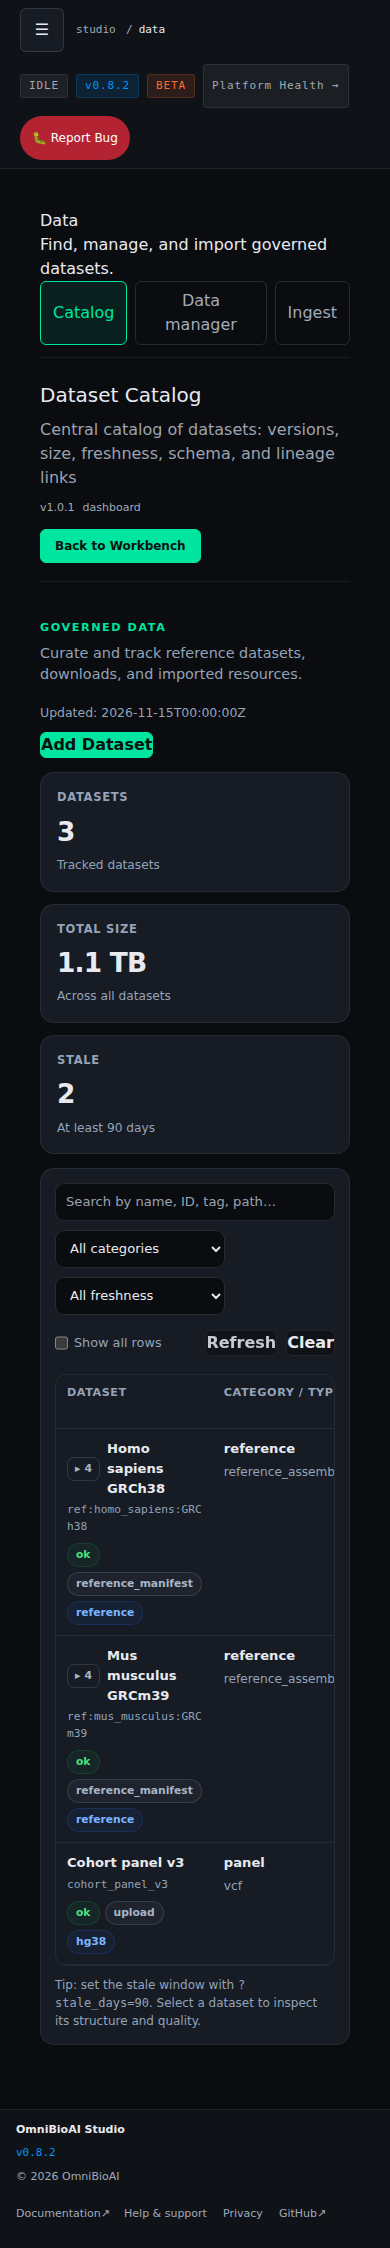 ☰ studio / data
IDLE v0.8.2 BETA Platform Health →
🐛 Report Bug
Data
Find, manage, and import governed
datasets.
Catalog Data manager Ingest
Dataset Catalog
Central catalog of datasets: versions,
size, freshness, schema, and lineage
links
v1.0.1 dashboard
Back to Workbench
GOVERNED DATA
Curate and track reference datasets,
downloads, and imported resources.
Updated: 2026-11-15T00:00:00Z
Add Dataset
DATASETS
3
Tracked datasets
TOTAL SIZE
1.1 TB
Across all datasets
STALE
2
At least 90 days
Search by name, ID, tag, path…
All categories
All freshness
Show all rows Refresh Clear
DATASET CATEGORY / TYP
▸ 4 Homo sapiens GRCh38
ref:homo_sapiens:GRC
h38
ok
reference_manifest
reference
reference
reference_assemb
▸ 4 Mus musculus GRCm39
ref:mus_musculus:GRC
m39
ok
reference_manifest
reference
reference
reference_assemb
Cohort panel v3
cohort_panel_v3
ok upload
hg38
panel
vcf
Tip: set the stale window with ?
stale_days=90. Select a dataset to inspect
its structure and quality.
OmniBioAI Studio
v0.8.2
© 2026 OmniBioAI
Documentation↗ Help & support Privacy GitHub↗